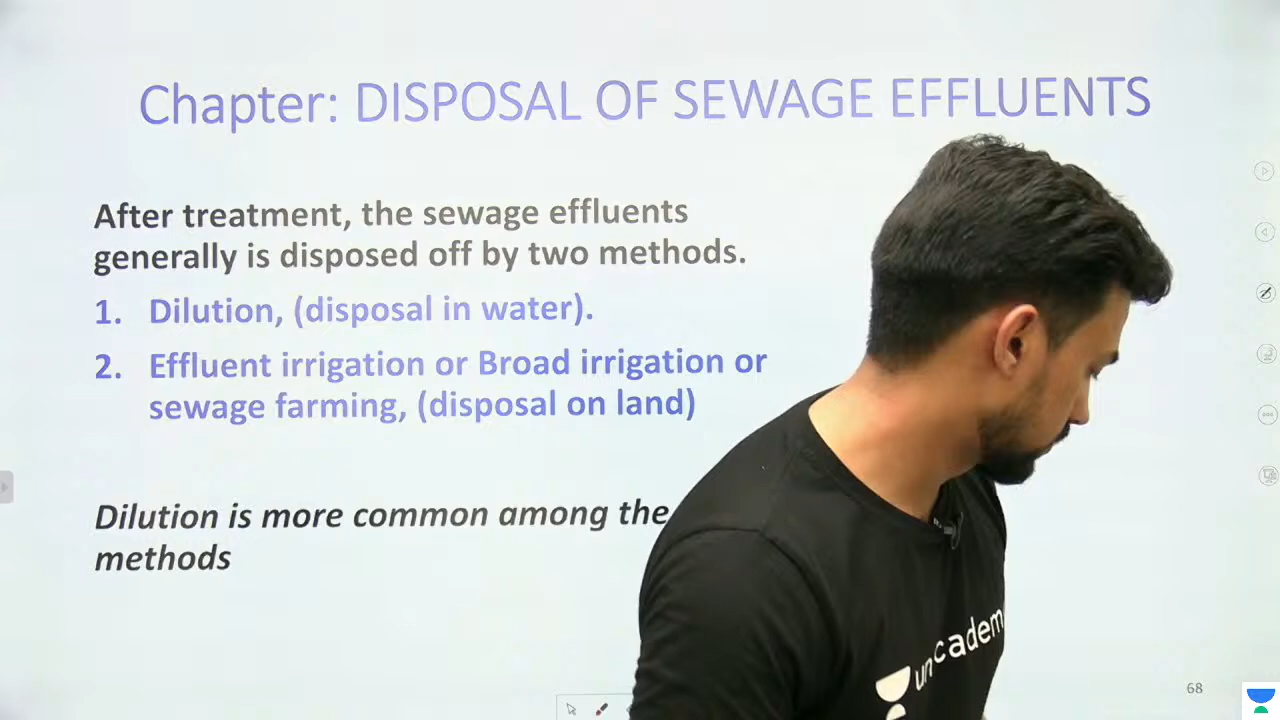 Chapter: DISPOSAL OF SEWAGE EFFLUENTS
After treatment, the sewage effluents
generally is disposed off by two methods.
1. Dilution, (disposal in water).
2. Effluent irrigation or Broad irrigation or
sewage farming, (disposal on land)
Dilution is more common among the
methods
unacademy
68